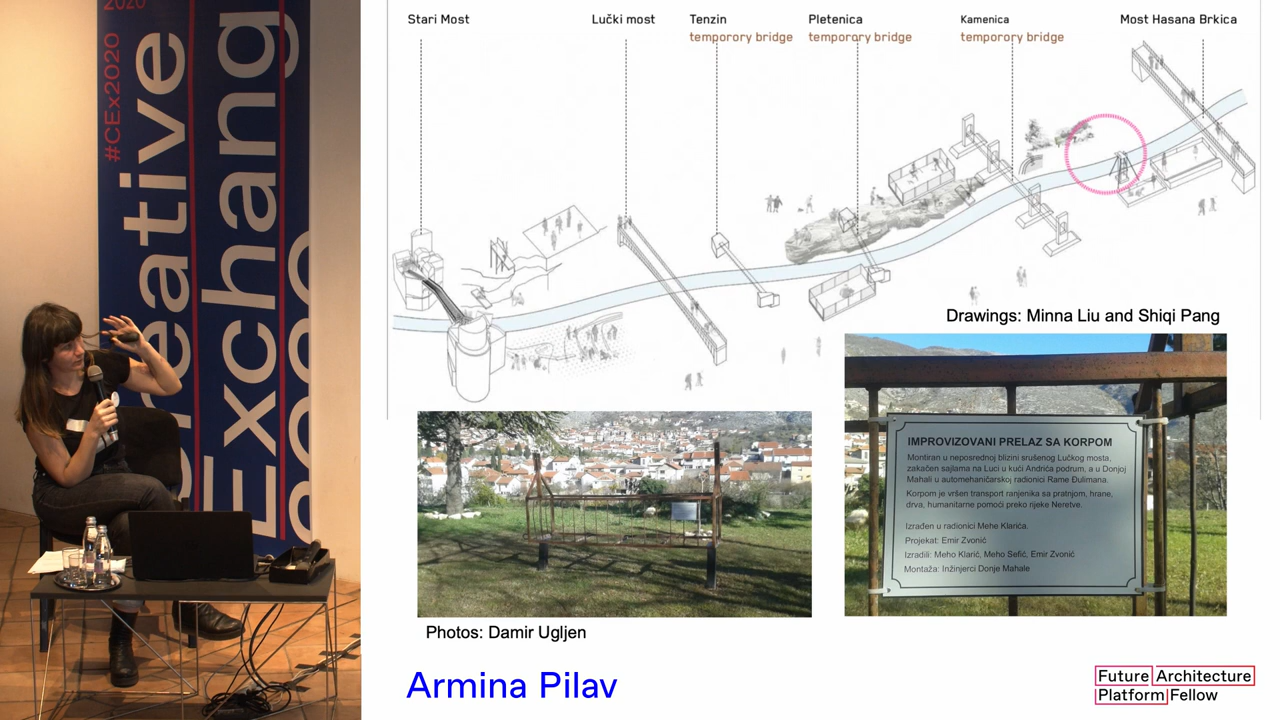 2020
#CEx2020
Creative
Exchang
Stari Most
Lučki most
Tenzin
temporory bridge
Pletenica
temporory bridge
Kamenica
temporory bridge
Most Hasana Brkica
Drawings: Minna Liu and Shiqi Pang
IMPROVIZOVANI PRELAZ SA KORPOM
Montiran u neposrednoj blizini srušenog Lučkog mosta,
zakačen sajlama na Luci u kući Andrića podrum, a u Donjoj
Mahali u automehaničarskoj radionici Rame Đulimana.
Korpom je vršen transport ranjenika sa pratnjom, hrane,
drva, humanitarne pomoći preko rijeke Neretve.
Izrađen u radionici Mehe Klarića.
Projekat: Emir Zvonić
Izradili: Meho Klarić, Meho Sefić, Emir Zvonić
Montaža: Inžinjerci Donje Mahale
Photos: Damir Ugljen
Armina Pilav
Future Architecture
Platform Fellow